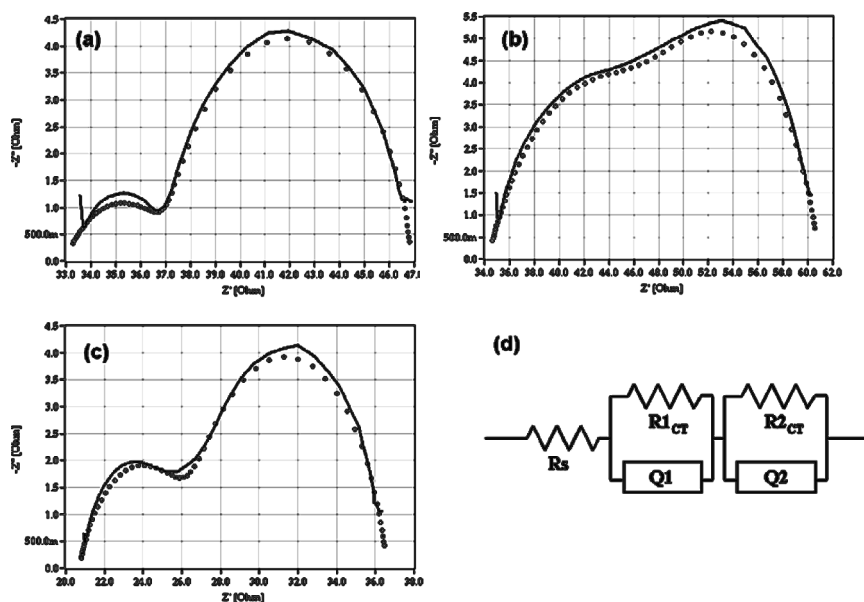 (a)
-Z'' [Ohm]
4.5
4.0
3.5
3.0
2.5
2.0
1.5
1.0
500.0m
0.0
33.0 34.0 35.0 36.0 37.0 38.0 39.0 40.0 41.0 42.0 43.0 44.0 45.0 46.0 47.0
Z' [Ohm]
(b)
-Z'' [Ohm]
5.5
5.0
4.5
4.0
3.5
3.0
2.5
2.0
1.5
1.0
500.0m
0.0
34.0 36.0 38.0 40.0 42.0 44.0 46.0 48.0 50.0 52.0 54.0 56.0 58.0 60.0 62.0
Z' [Ohm]
(c)
-Z'' [Ohm]
4.5
4.0
3.5
3.0
2.5
2.0
1.5
1.0
500.0m
0.0
20.0 22.0 24.0 26.0 28.0 30.0 32.0 34.0 36.0 38.0
Z' [Ohm]
(d)
R1CT R2CT
Rs
Q1 Q2